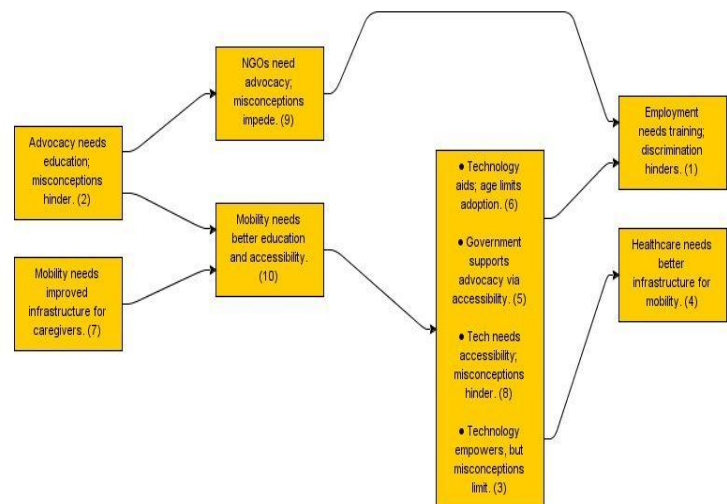 NGOs need
advocacy;
misconceptions
impede. (9)
Advocacy needs
education;
misconceptions
hinder. (2)
Mobility needs
better education
and accessibility.
(10)
Mobility needs
improved
infrastructure for
caregivers. (7)
● Technology
aids; age limits
adoption. (6)
● Government
supports
advocacy via
accessibility. (5)
● Tech needs
accessibility;
misconceptions
hinder. (8)
● Technology
empowers, but
misconceptions
limit. (3)
Employment
needs training;
discrimination
hinders. (1)
Healthcare needs
better
infrastructure for
mobility. (4)